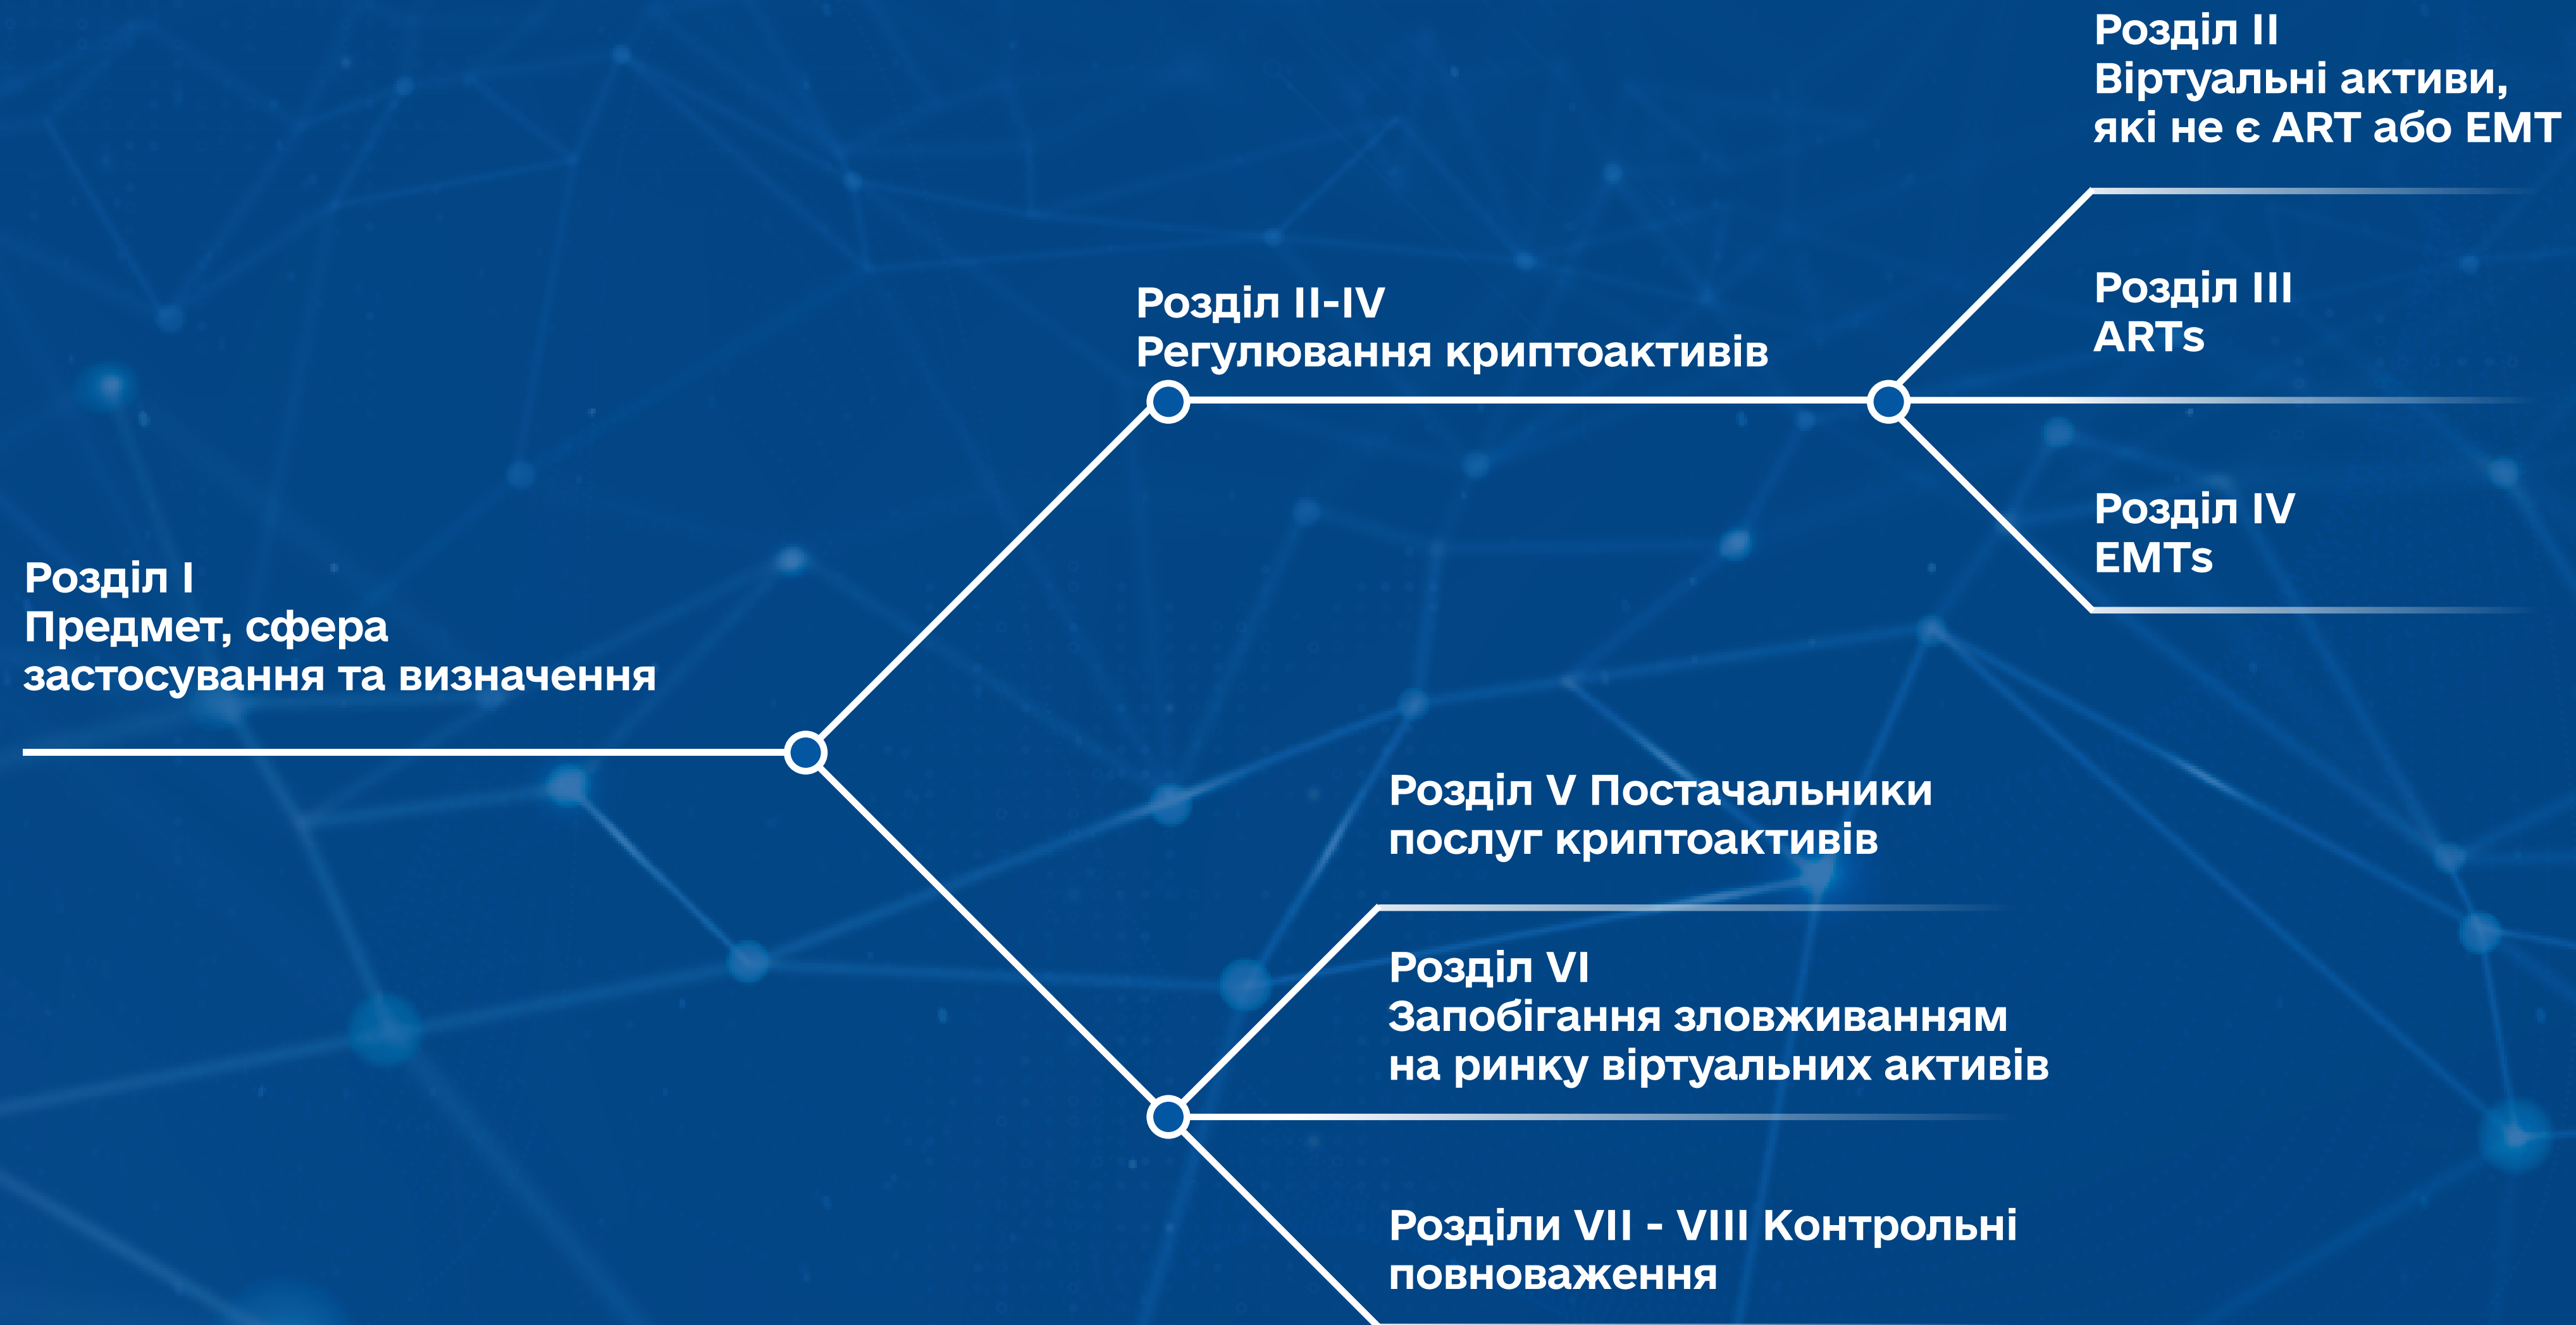 Розділ I
Предмет, сфера
застосування та визначення
Розділ II-IV
Регулювання криптоактивів
Розділ II
Віртуальні активи,
які не є ART або EMT
Розділ III
ARTs
Розділ IV
EMTs
Розділ V Постачальники
послуг криптоактивів
Розділ VI
Запобігання зловживанням
на ринку віртуальних активів
Розділи VII - VIII Контрольні
повноваження